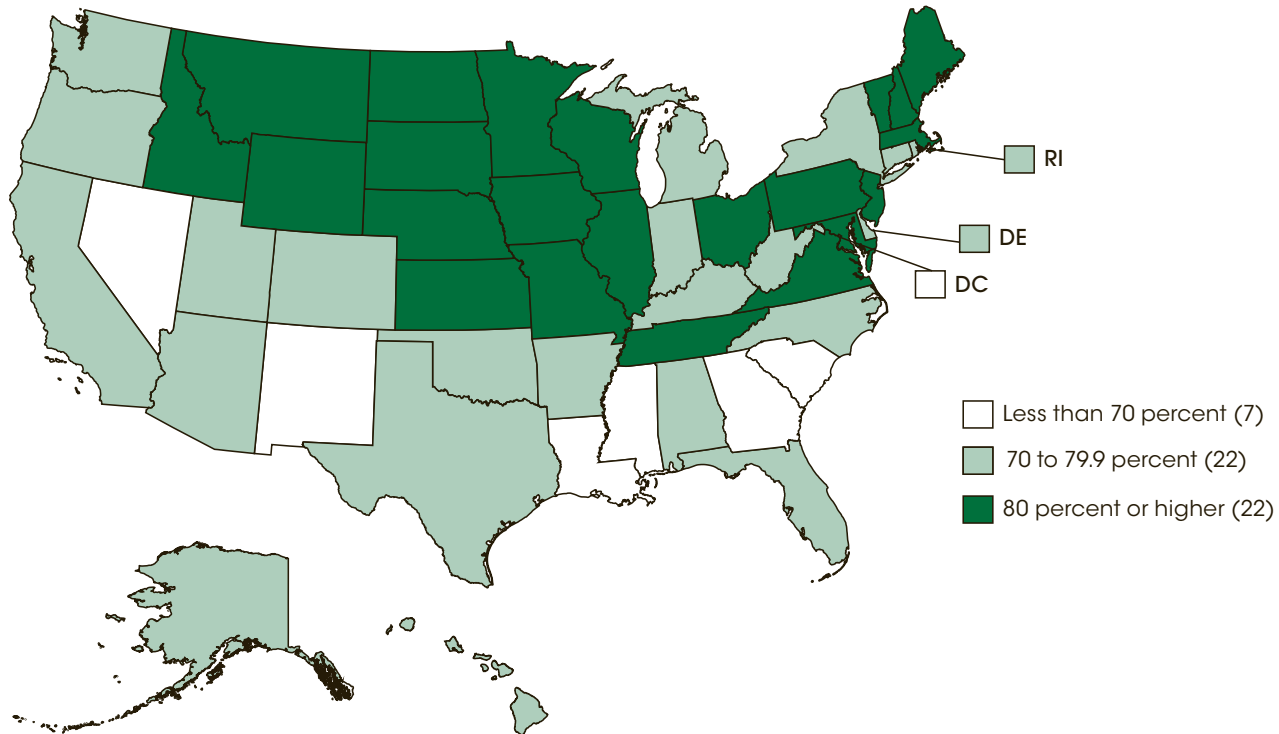 RI
DE
DC
Less than 70 percent (7)
70 to 79.9 percent (22)
80 percent or higher (22)